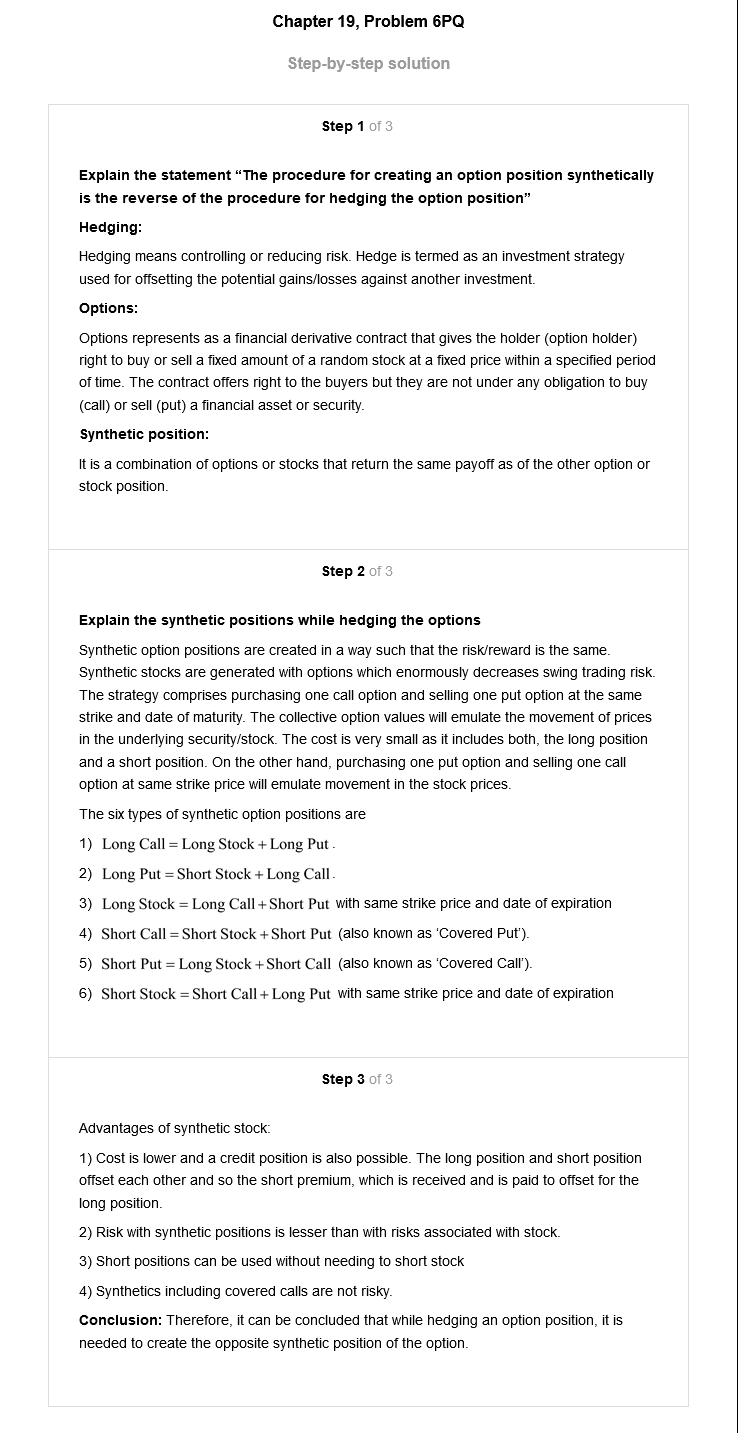 Chapter 19, Problem 6PQ
Step-by-step solution
Step 1 of 3
Explain the statement “The procedure for creating an option position synthetically
is the reverse of the procedure for hedging the option position”
Hedging:
Hedging means controlling or reducing risk. Hedge is termed as an investment strategy
used for offsetting the potential gains/losses against another investment.
Options:
Options represents as a financial derivative contract that gives the holder (option holder)
right to buy or sell a fixed amount of a random stock at a fixed price within a specified period
of time. The contract offers right to the buyers but they are not under any obligation to buy
(call) or sell (put) a financial asset or security.
Synthetic position:
It is a combination of options or stocks that return the same payoff as of the other option or
stock position.
Step 2 of 3
Explain the synthetic positions while hedging the options
Synthetic option positions are created in a way such that the risk/reward is the same.
Synthetic stocks are generated with options which enormously decreases swing trading risk.
The strategy comprises purchasing one call option and selling one put option at the same
strike and date of maturity. The collective option values will emulate the movement of prices
in the underlying security/stock. The cost is very small as it includes both, the long position
and a short position. On the other hand, purchasing one put option and selling one call
option at same strike price will emulate movement in the stock prices.
The six types of synthetic option positions are
1) Long Call = Long Stock + Long Put .
2) Long Put = Short Stock + Long Call .
3) Long Stock = Long Call + Short Put with same strike price and date of expiration
4) Short Call = Short Stock + Short Put (also known as ‘Covered Put’).
5) Short Put = Long Stock + Short Call (also known as ‘Covered Call’).
6) Short Stock = Short Call + Long Put with same strike price and date of expiration
Step 3 of 3
Advantages of synthetic stock:
1) Cost is lower and a credit position is also possible. The long position and short position
offset each other and so the short premium, which is received and is paid to offset for the
long position.
2) Risk with synthetic positions is lesser than with risks associated with stock.
3) Short positions can be used without needing to short stock
4) Synthetics including covered calls are not risky.
Conclusion: Therefore, it can be concluded that while hedging an option position, it is
needed to create the opposite synthetic position of the option.